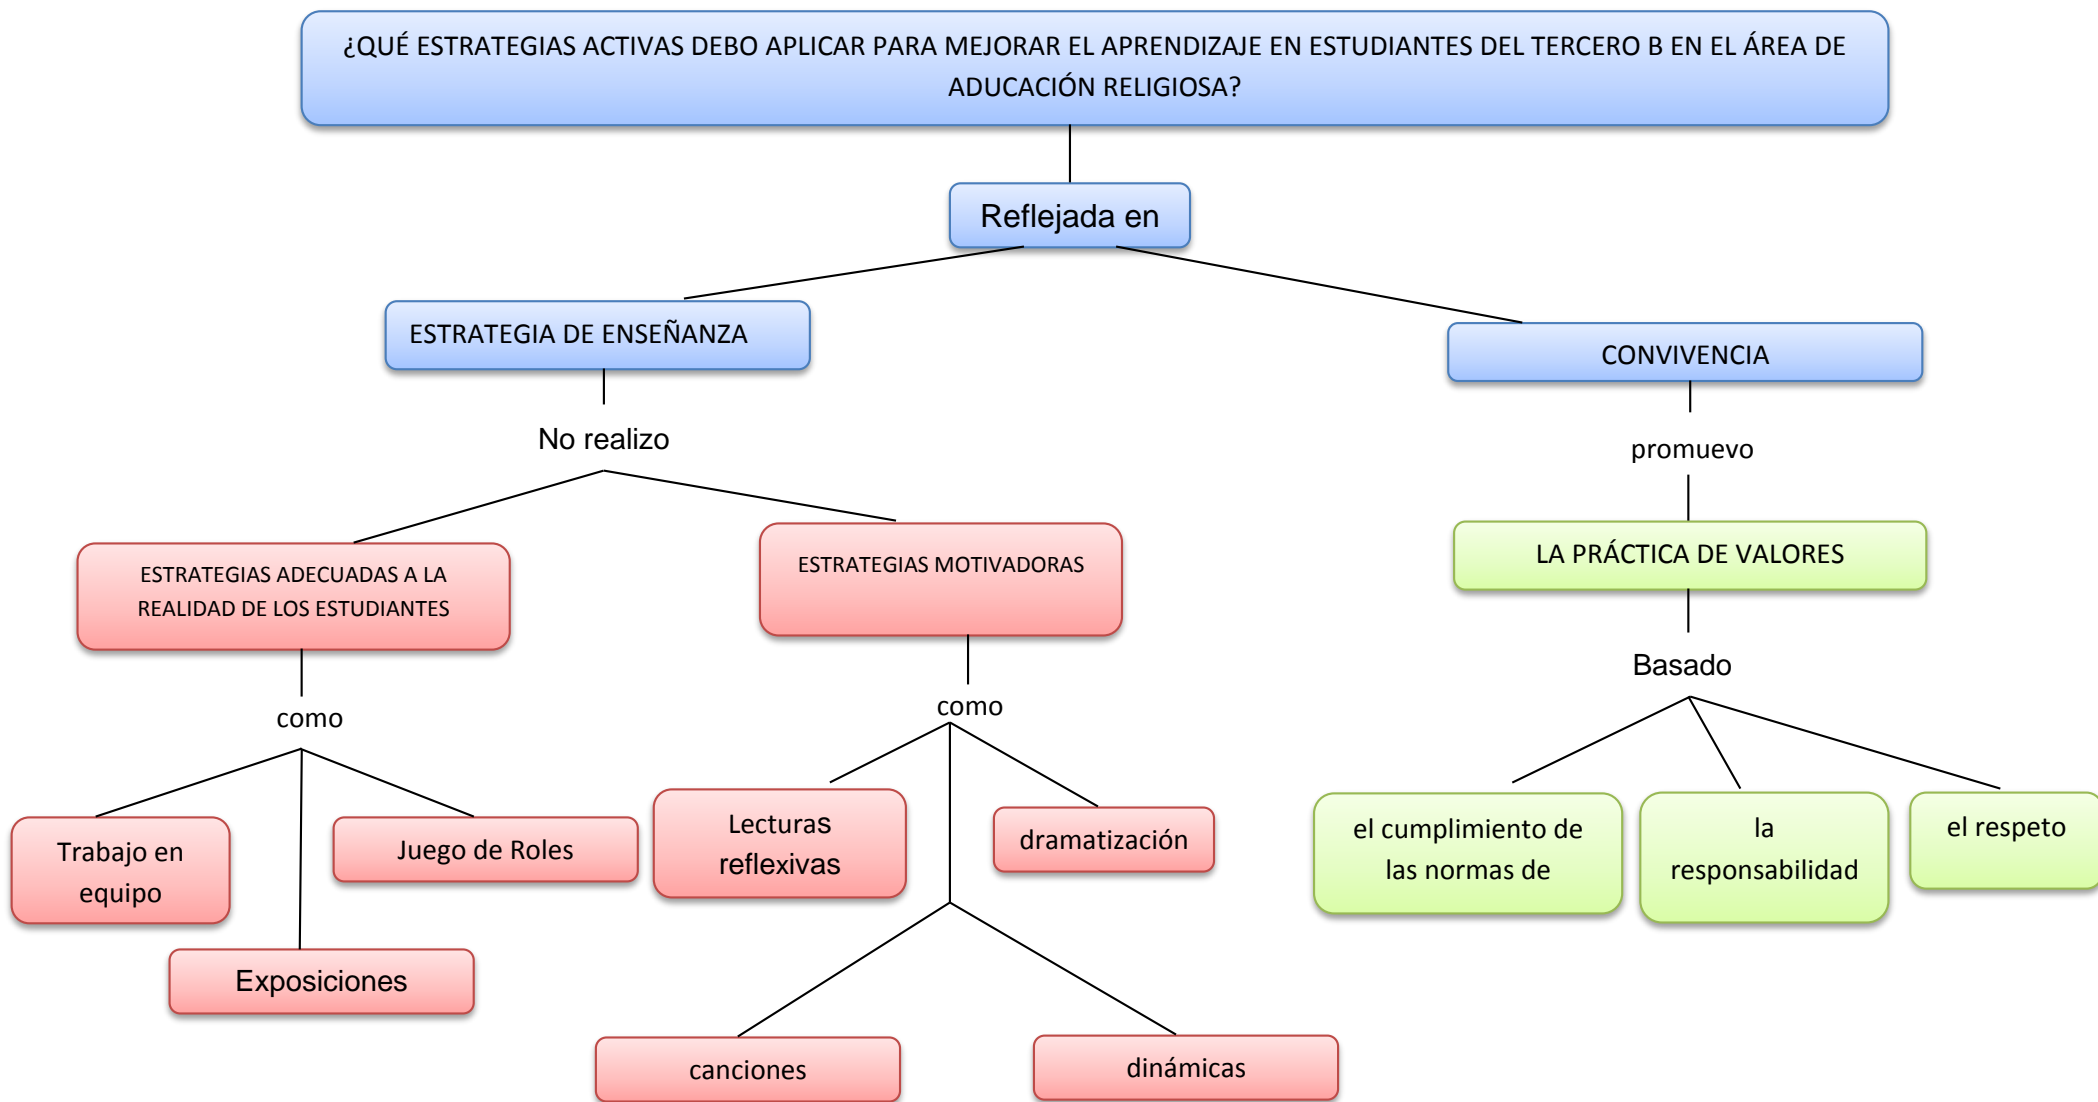 ¿QUÉ ESTRATEGIAS ACTIVAS DEBO APLICAR PARA MEJORAR EL APRENDIZAJE EN ESTUDIANTES DEL TERCERO B EN EL ÁREA DE
ADUCACIÓN RELIGIOSA?
Reflejada en
ESTRATEGIA DE ENSEÑANZA
CONVIVENCIA
No realizo
promuevo
ESTRATEGIAS ADECUADAS A LA
REALIDAD DE LOS ESTUDIANTES
ESTRATEGIAS MOTIVADORAS
LA PRÁCTICA DE VALORES
como
como
Basado
Trabajo en
equipo
Exposiciones
Juego de Roles
Lecturas
reflexivas
dramatización
canciones
dinámicas
el cumplimiento de
las normas de
la
responsabilidad
el respeto